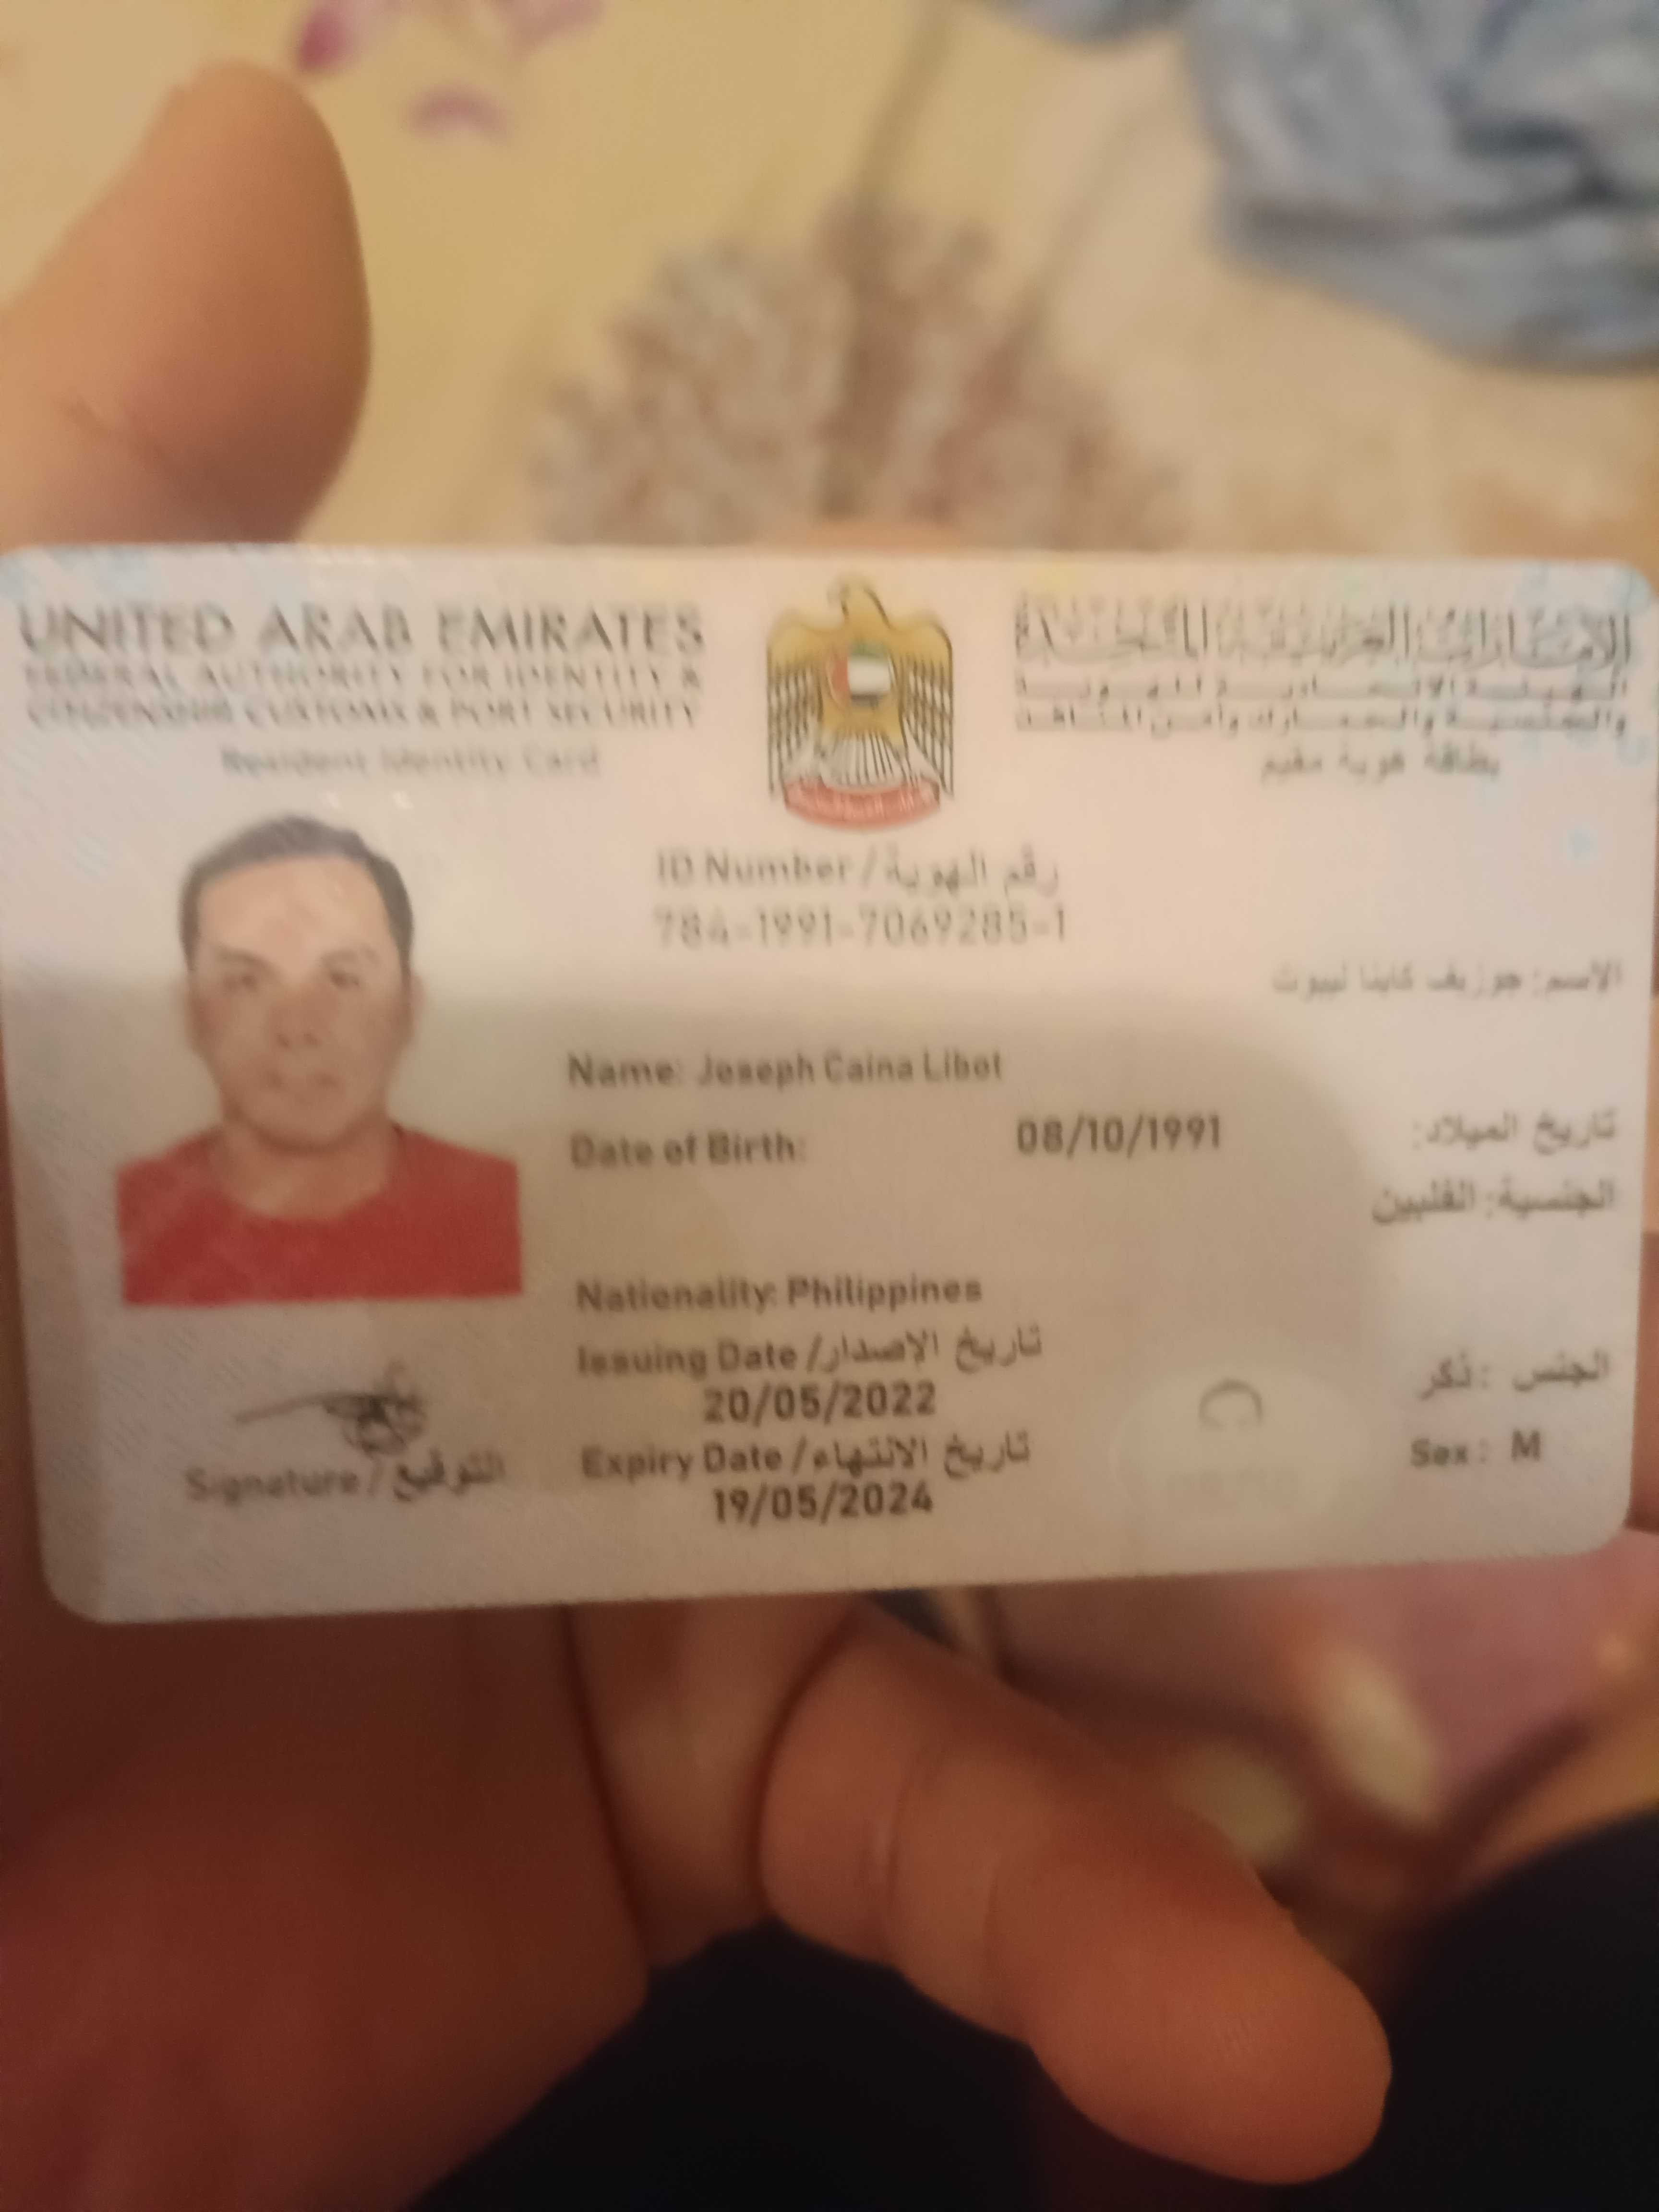 UNITED ARAB EMIRATES
FEDERAL AUTHORITY FOR IDENTITY &
CITIZENSHIP CUSTOMS & PORT SECURITY
Resident Identity Card
الإمارات العربية المتحدة
الهيئة الاتحادية للهوية
والجنسية والجمارك وأمن المنافذ
بطاقة هوية مقيم
ID Number / رقم الهوية
784-1991-7069285-1
الاسم: جوزيف كاينا ليبوت
Name: Joseph Caina Libot
Date of Birth: 08/10/1991 تاريخ الميلاد:
الجنسية: الفلبين
Nationality: Philippines
Issuing Date / تاريخ الإصدار
20/05/2022
Expiry Date / تاريخ الانتهاء
19/05/2024
الجنس : ذكر
Sex : M
Signature / التوقيع